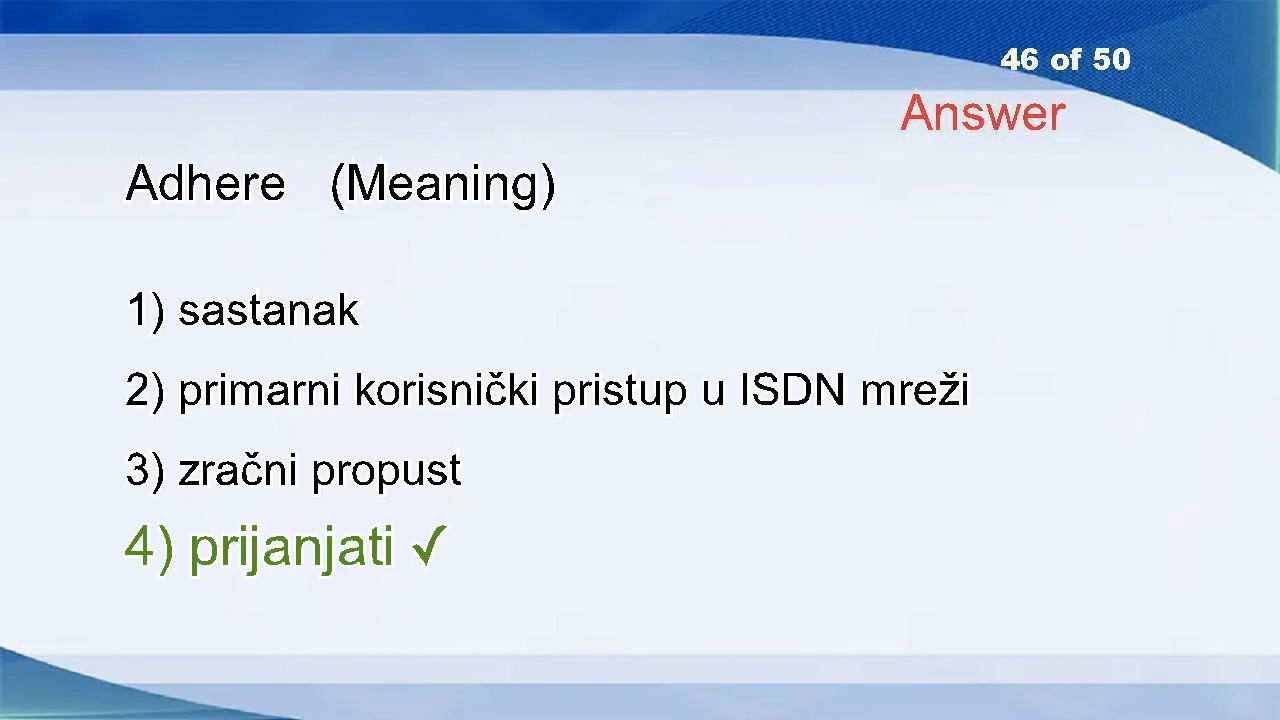 46 of 50
Answer
Adhere (Meaning)
1) sastanak
2) primarni korisnički pristup u ISDN mreži
3) zračni propust
4) prijanjati ✓